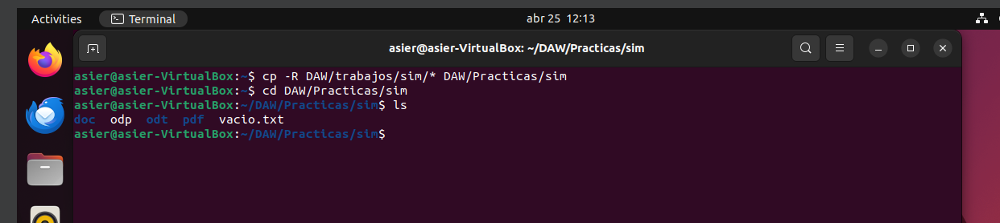 Activities Terminal abr 25 12:13
asier@asier-VirtualBox: ~/DAW/Practicas/sim
asier@asier-VirtualBox:~$ cp -R DAW/trabajos/sim/* DAW/Practicas/sim
asier@asier-VirtualBox:~$ cd DAW/Practicas/sim
asier@asier-VirtualBox:~/DAW/Practicas/sim$ ls
doc odp odt pdf vacio.txt
asier@asier-VirtualBox:~/DAW/Practicas/sim$